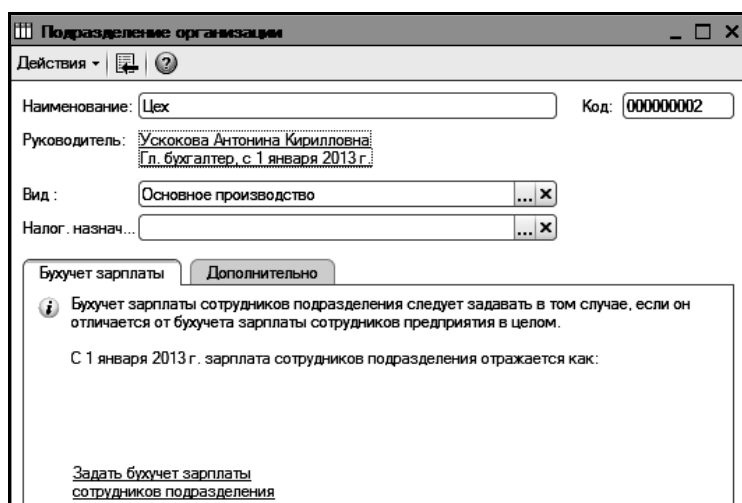 Подразделение организации
Действия
Наименование: Цех Код: 000000002
Руководитель: Ускокова Антонина Кирилловна
Гл. бухгалтер, с 1 января 2013 г.
Вид : Основное производство
Налог. назнач...
Бухучет зарплаты Дополнительно
Бухучет зарплаты сотрудников подразделения следует задавать в том случае, если он
отличается от бухучета зарплаты сотрудников предприятия в целом.
С 1 января 2013 г. зарплата сотрудников подразделения отражается как:
Задать бухучет зарплаты
сотрудников подразделения